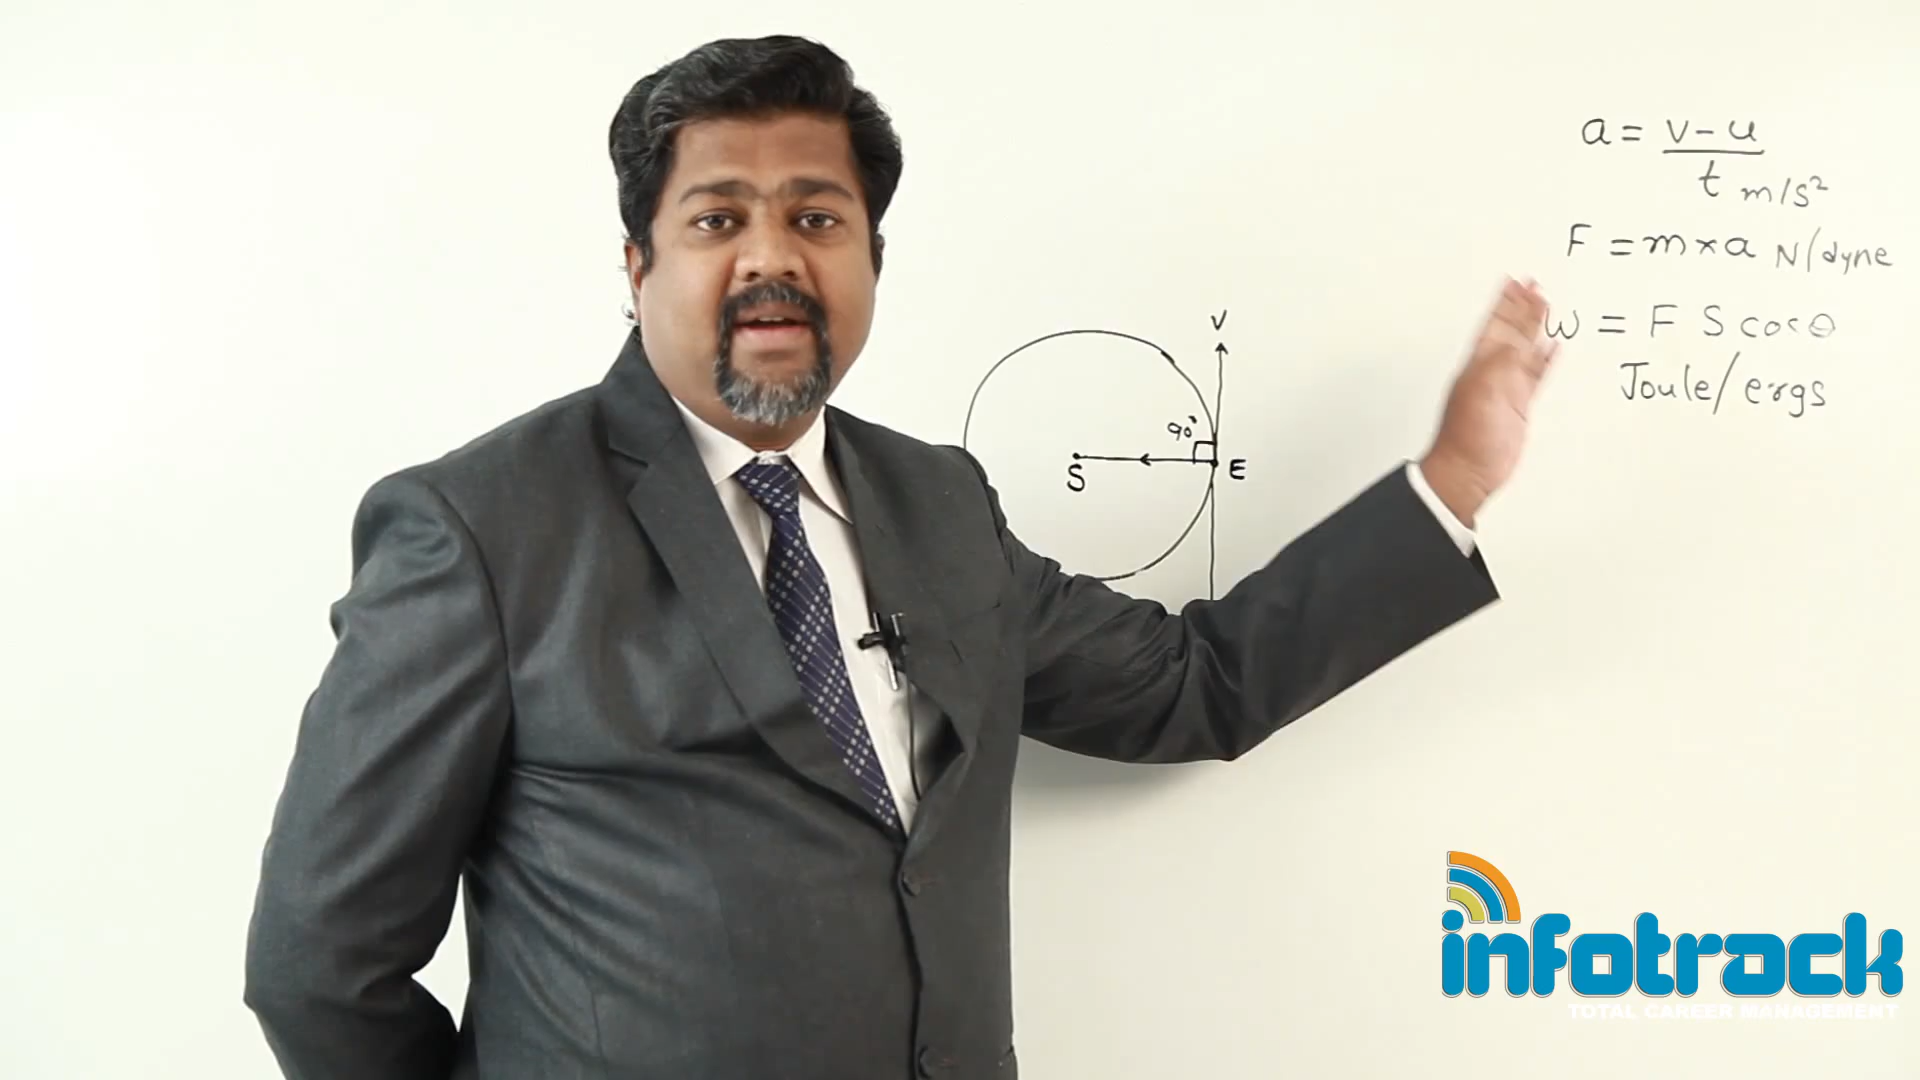 a = v - u
t m/s²
F = m x a N/dyne
W = F S cos θ
Joule/ergs
V
90°
S
E
infotrack
TOTAL CAREER MANAGEMENT